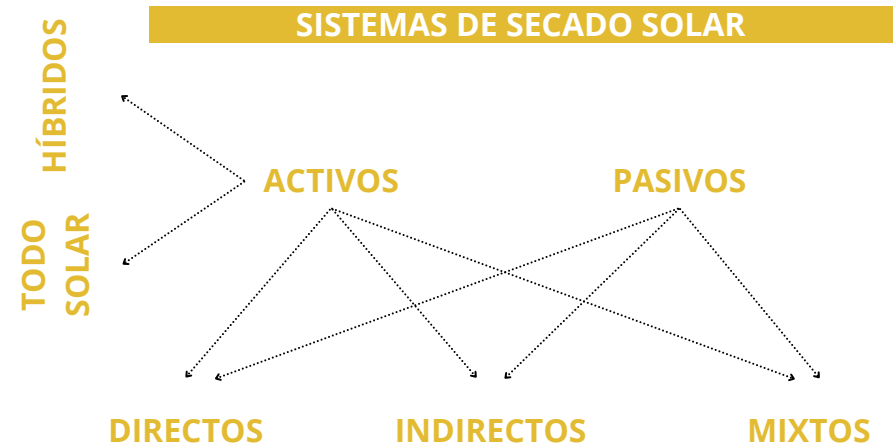 SISTEMAS DE SECADO SOLAR
HÍBRIDOS
ACTIVOS
PASIVOS
TODO
SOLAR
DIRECTOS
INDIRECTOS
MIXTOS